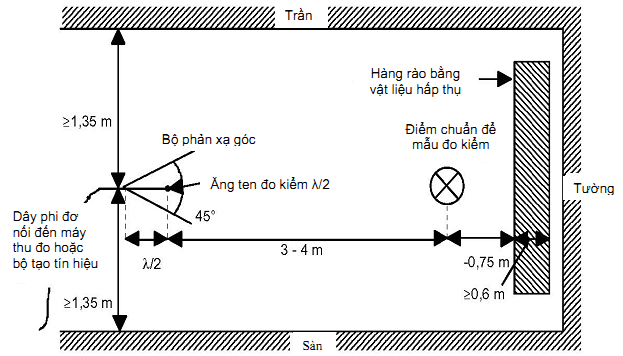 Trần
Hàng rào bằng
vật liệu hấp thụ
≥1,35 m
Bộ phản xạ góc
Điểm chuẩn để
mẫu đo kiểm
Ăng ten đo kiểm λ/2
Tường
45°
Dây phi đơ
nối đến máy
thu đo hoặc
bộ tạo tín hiệu
λ/2
3 - 4 m
-0,75 m
≥0,6 m
≥1,35 m
Sàn